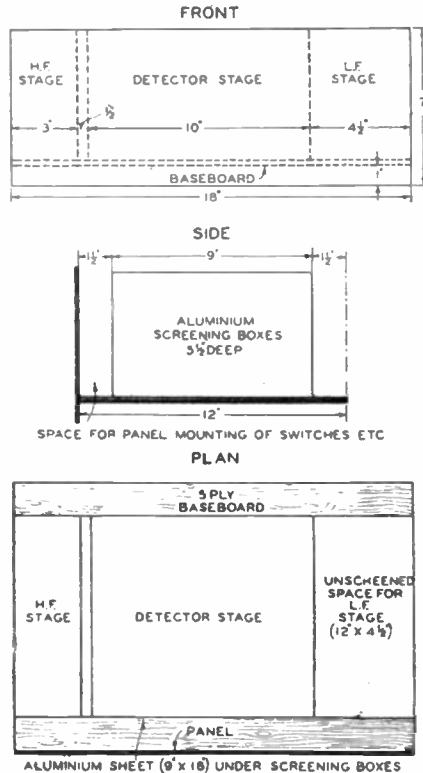 FRONT
H.F. STAGE
DETECTOR STAGE
L.F. STAGE
½"
3"
10"
4½"
7"
1"
BASEBOARD
18"
SIDE
1½"
9"
1½"
ALUMINIUM
SCREENING BOXES
5½" DEEP
12"
SPACE FOR PANEL MOUNTING OF SWITCHES ETC
PLAN
5 PLY
BASEBOARD
H.F. STAGE
DETECTOR STAGE
UNSCHEENED
SPACE FOR
L.F.
STAGE
(12" X 4½")
PANEL
ALUMINIUM SHEET (9" X 18") UNDER SCREENING BOXES